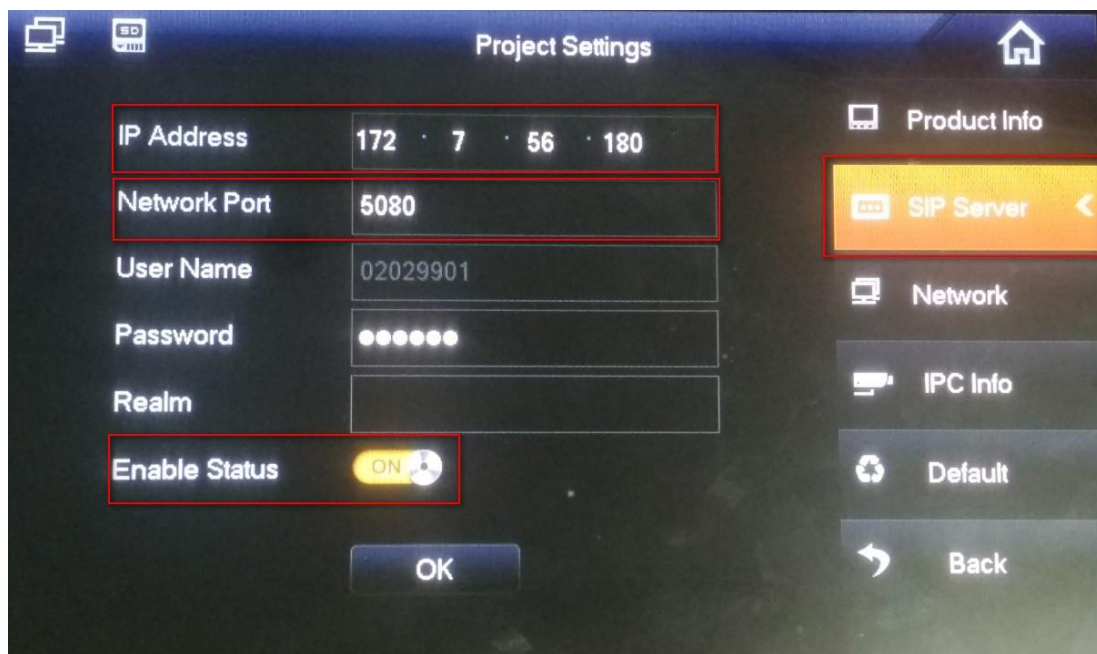 SD
Project Settings
IP Address 172 . 7 . 56 . 180
Network Port 5080
User Name 02029901
Password ●●●●●●
Realm
Enable Status ON
OK
Product Info
SIP Server
Network
IPC Info
Default
Back